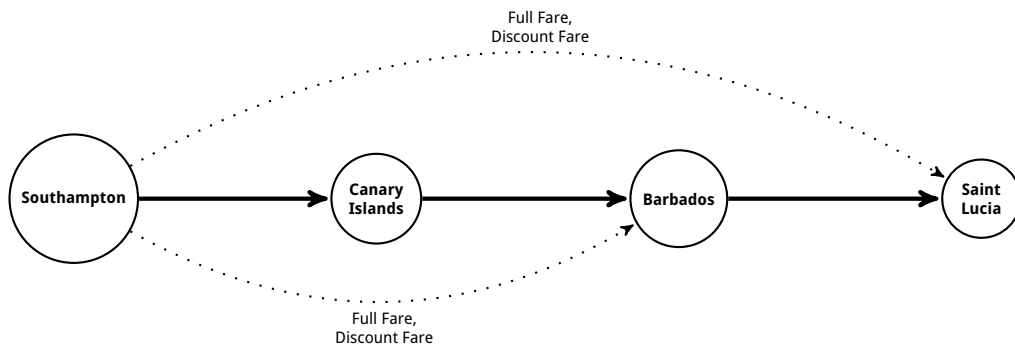 Full Fare,
Discount Fare
Southampton
Canary
Islands
Barbados
Saint
Lucia
Full Fare,
Discount Fare